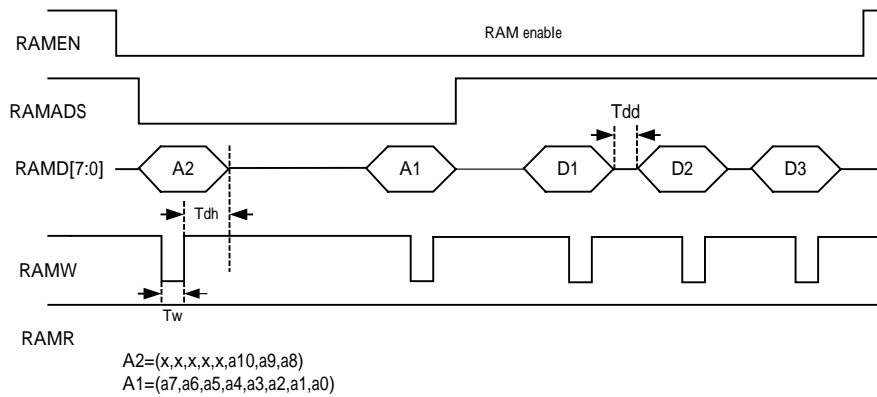 RAMEN
RAM enable
RAMADS
Tdd
RAMD[7:0]
A2
A1
D1
D2
D3
Tdh
RAMW
Tw
RAMR
A2=(x,x,x,x,x,a10,a9,a8)
A1=(a7,a6,a5,a4,a3,a2,a1,a0)